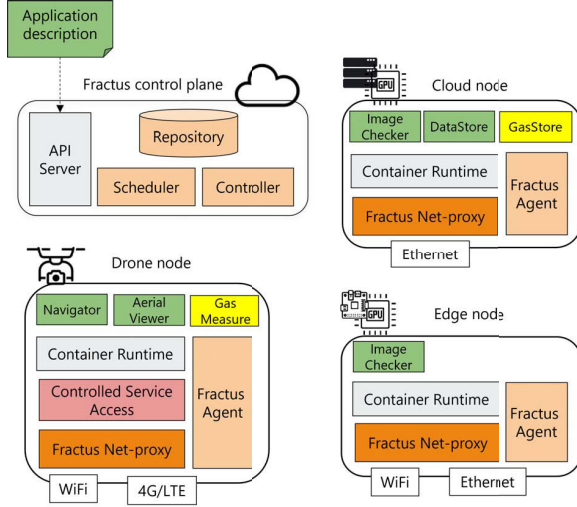 Application
description
Fractus control plane
API
Server
Repository
Scheduler
Controller
Cloud node
GPU
Image
Checker
DataStore
GasStore
Container Runtime
Fractus
Agent
Fractus Net-proxy
Ethernet
Drone node
Navigator
Aerial
Viewer
Gas
Measure
Container Runtime
Controlled Service
Access
Fractus
Agent
Fractus Net-proxy
WiFi
4G/LTE
Edge node
GPU
Image
Checker
Container Runtime
Fractus
Agent
Fractus Net-proxy
WiFi
Ethernet